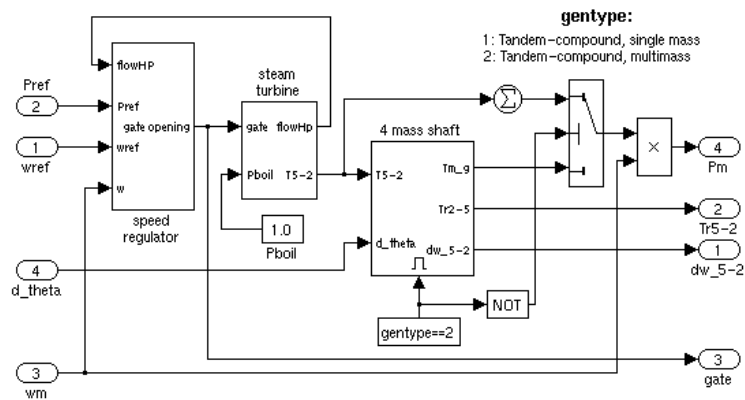 gentype:
1: Tandem-compound, single mass
2: Tandem-compound, multimass
flowHP
steam
turbine
Pref
2
Pref
gate opening
gate
flowHp
Σ
4 mass shaft
1
wref
wref
Pboil
T5-2
T5-2
Tm_g
×
4
Pm
w
speed
regulator
1.0
Pboil
Tr2-5
2
Tr5-2
4
d_theta
d_theta
dw_5-2
1
dw_5-2
NOT
gentype==2
3
wm
3
gate